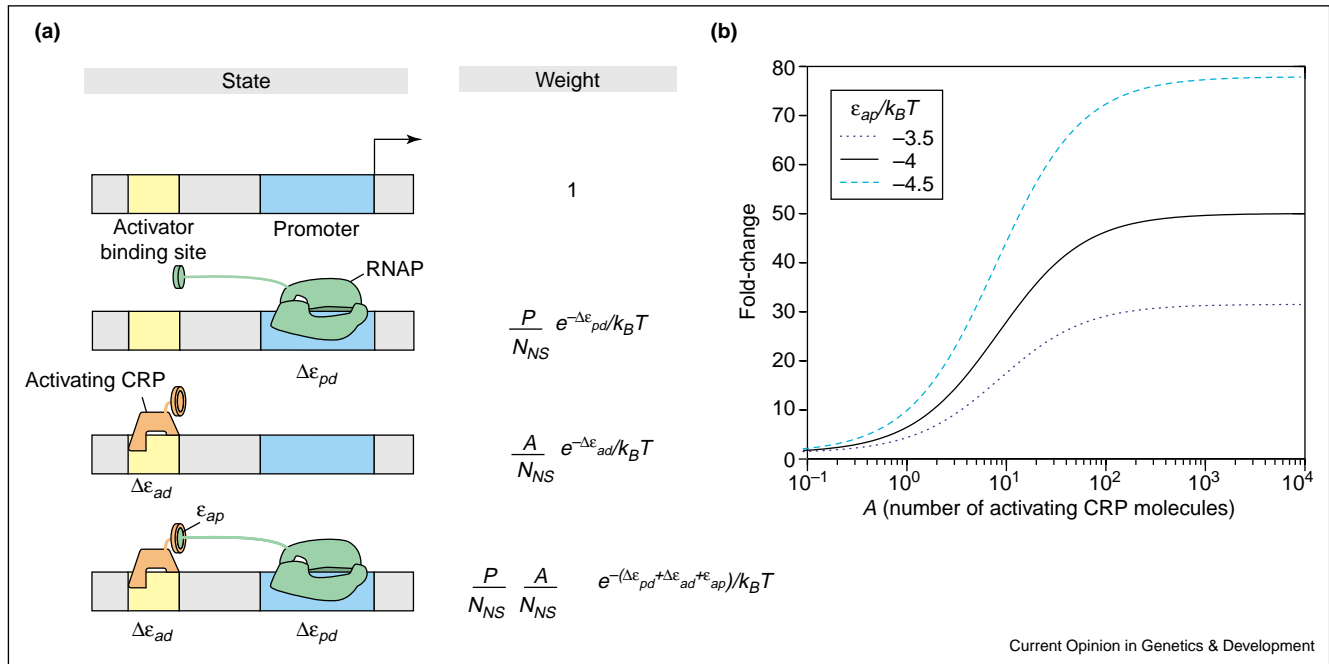 (a)
State
Weight
Activator
binding site
Promoter
1
RNAP
Δε_pd
P/N_NS e^{-Δε_pd/k_BT}
Activating CRP
Δε_ad
A/N_NS e^{-Δε_ad/k_BT}
ε_ap
Δε_ad
Δε_pd
P/N_NS A/N_NS e^{-(Δε_pd+Δε_ad+ε_ap)/k_BT}
(b)
80
70
60
50
40
30
20
10
0
Fold-change
ε_ap/k_BT
–3.5
–4
–4.5
10^{–1}
10^0
10^1
10^2
10^3
10^4
A (number of activating CRP molecules)
Current Opinion in Genetics & Development